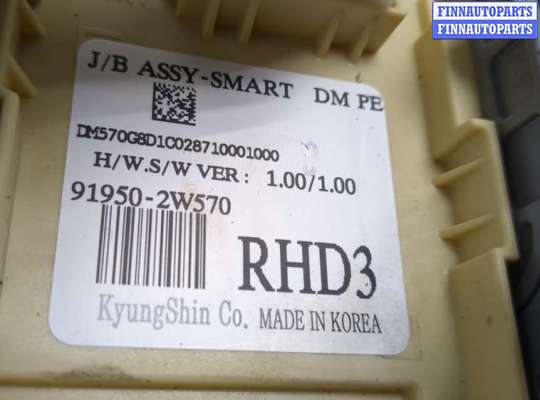 FINNAUTOPARTS
FINNAUTOPARTS
J/B ASSY-SMART DM PE
DM570G8D1C028710001000
H/W.S/W VER : 1.00/1.00
91950-2W570
RHD3
KyungShin Co. MADE IN KOREA